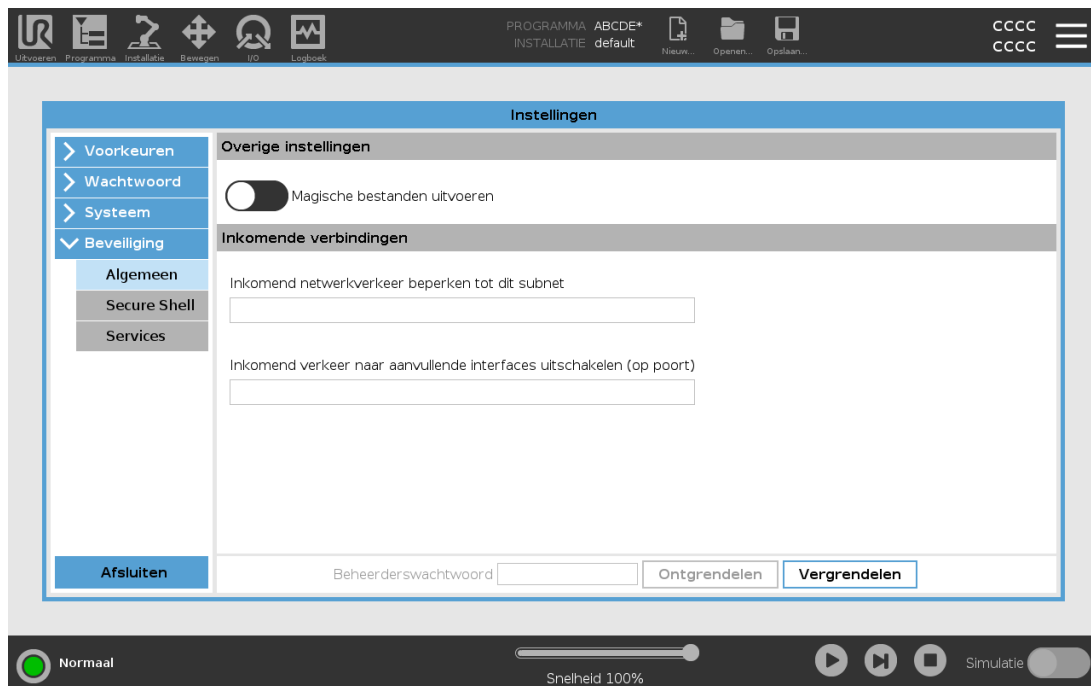 PROGRAMMA ABCDE*
INSTALLATIE default
Uitvoeren Programma Installatie Bewegen I/O Logboek
Nieuw... Openen... Opslaan...
CCCC
CCCC
Instellingen
Voorkeuren
Wachtwoord
Systeem
Beveiliging
Algemeen
Secure Shell
Services
Afsluiten
Overige instellingen
Magische bestanden uitvoeren
Inkomende verbindingen
Inkomend netwerkverkeer beperken tot dit subnet
Inkomend verkeer naar aanvullende interfaces uitschakelen (op poort)
Beheerderswachtwoord Ontgrendelen Vergrendelen
Normaal
Snelheid 100%
Simulatie